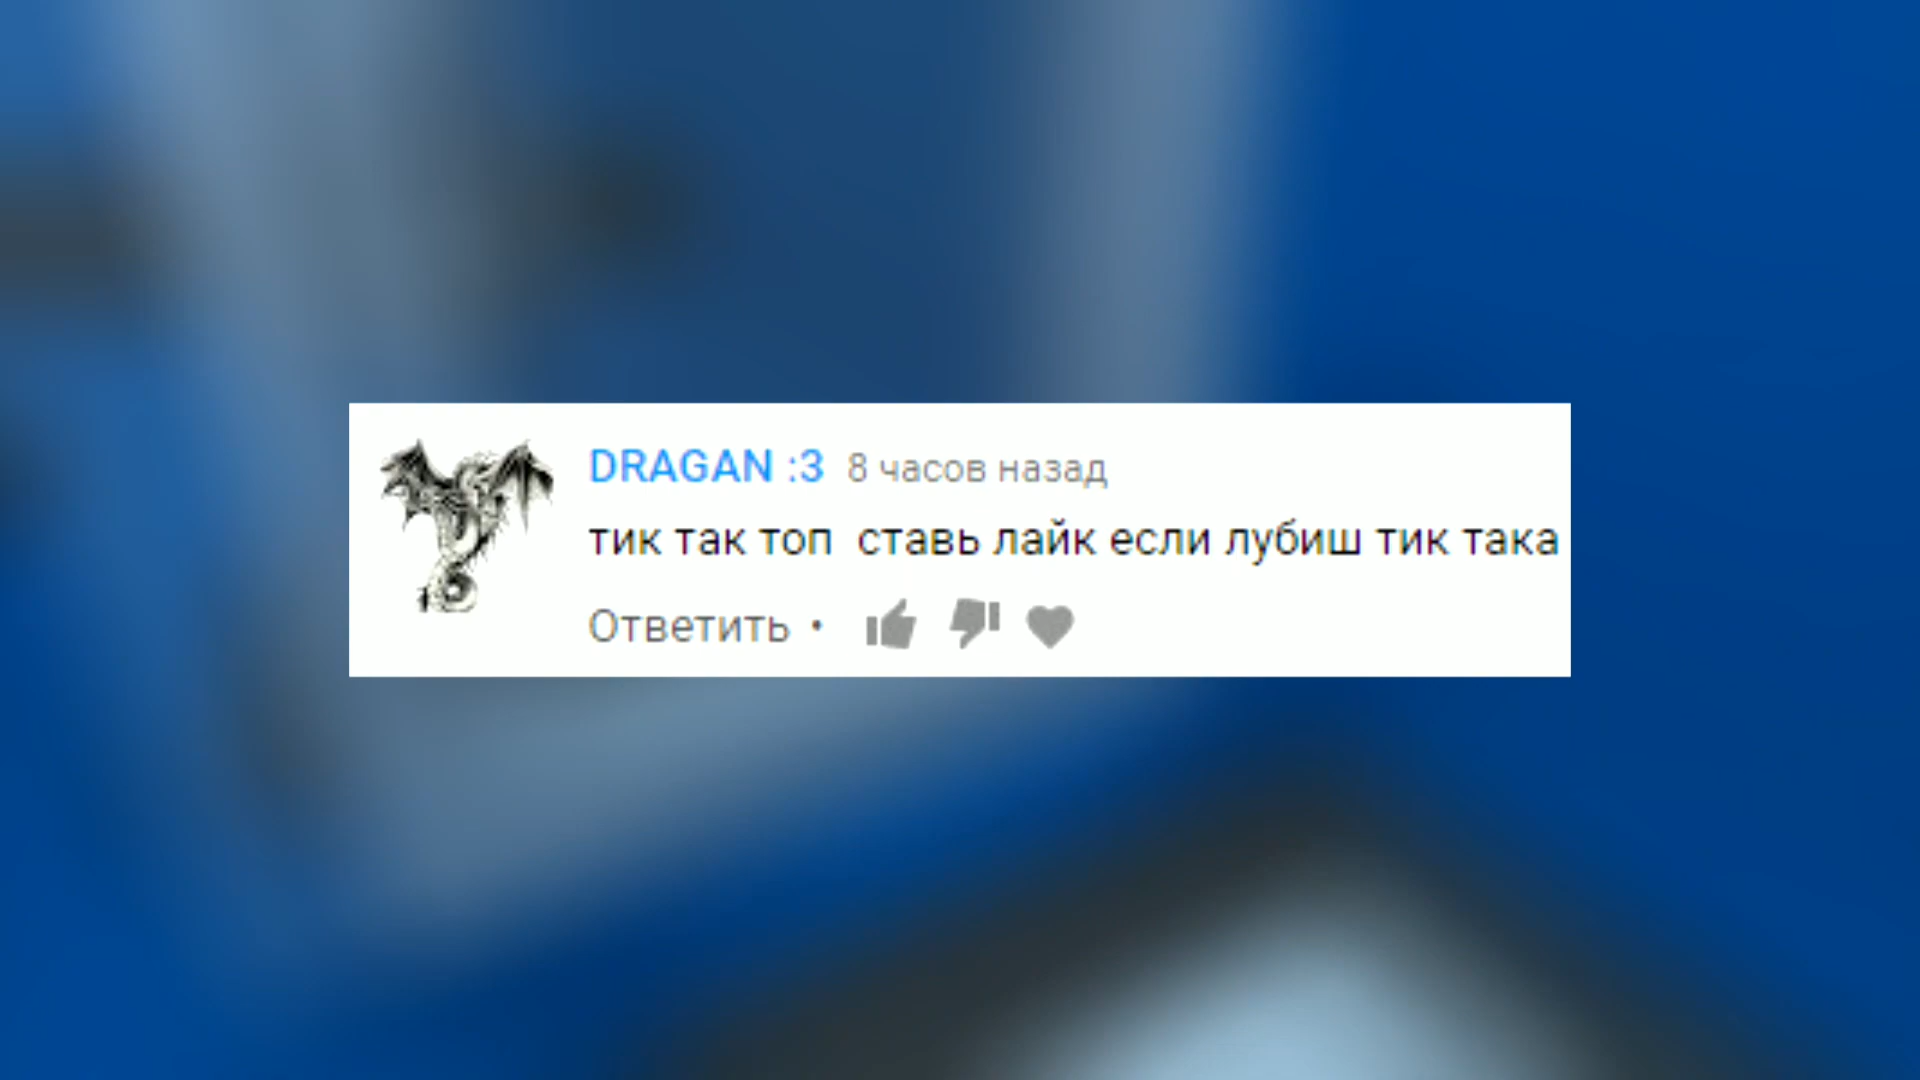 DRAGAN :3 8 часов назад
тик так топ ставь лайк если лубиш тик така
Ответить •